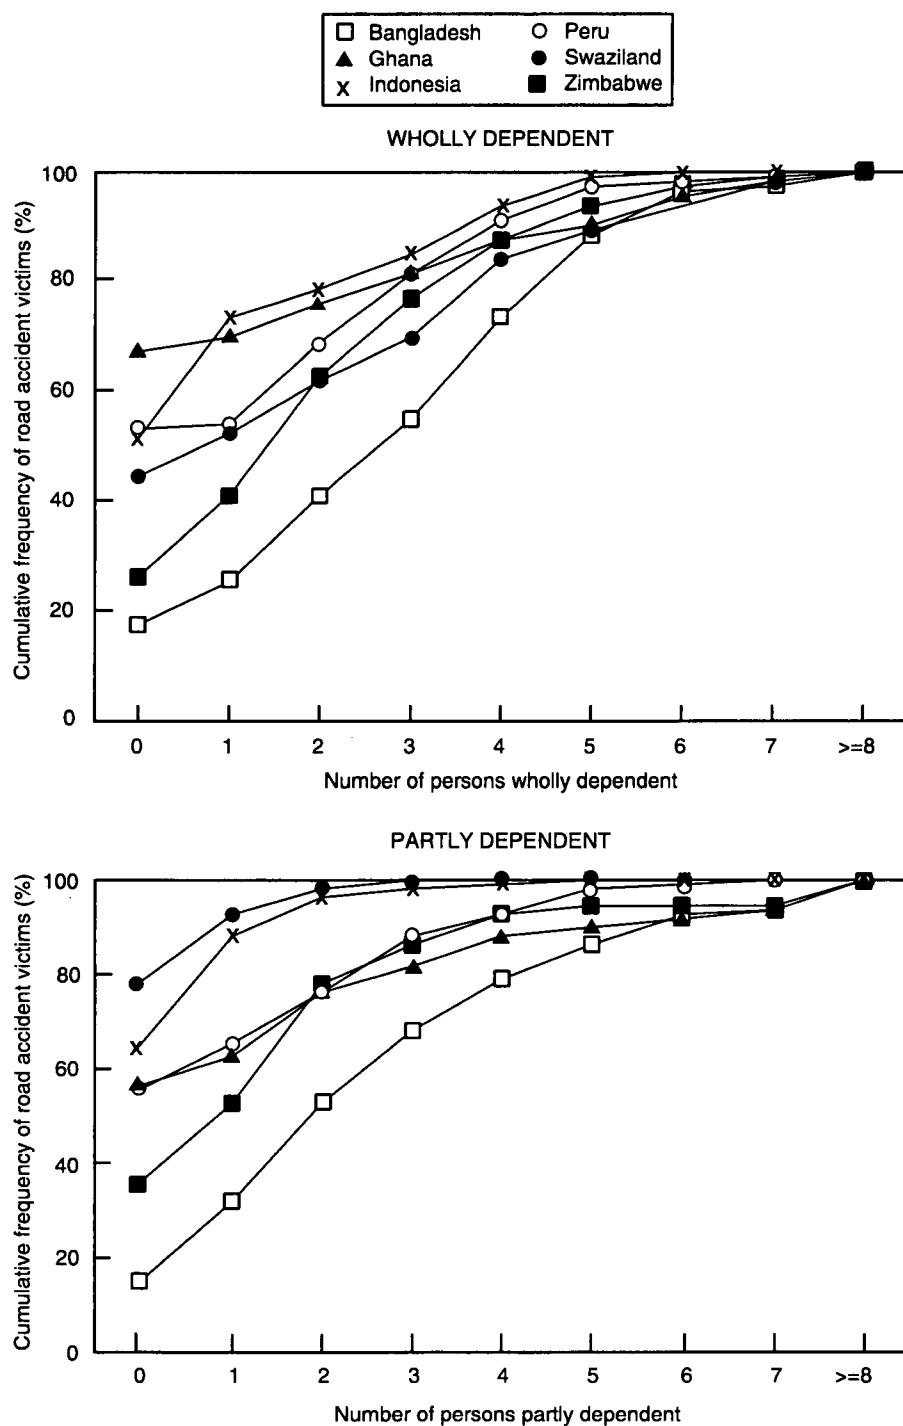 Bangladesh
Peru
Ghana
Swaziland
Indonesia
Zimbabwe
WHOLLY DEPENDENT
Cumulative frequency of road accident victims (%)
100
80
60
40
20
0
0 1 2 3 4 5 6 7 >=8
Number of persons wholly dependent
PARTLY DEPENDENT
Cumulative frequency of road accident victims (%)
100
80
60
40
20
0
0 1 2 3 4 5 6 7 >=8
Number of persons partly dependent